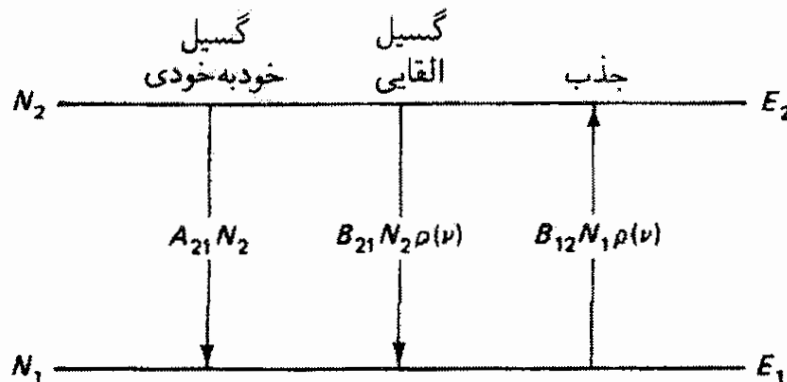 گسیل گسیل
خودبه‌خودی القایی جذب
N₂ E₂
A₂₁N₂ B₂₁N₂ρ(ν) B₁₂N₁ρ(ν)
N₁ E₁